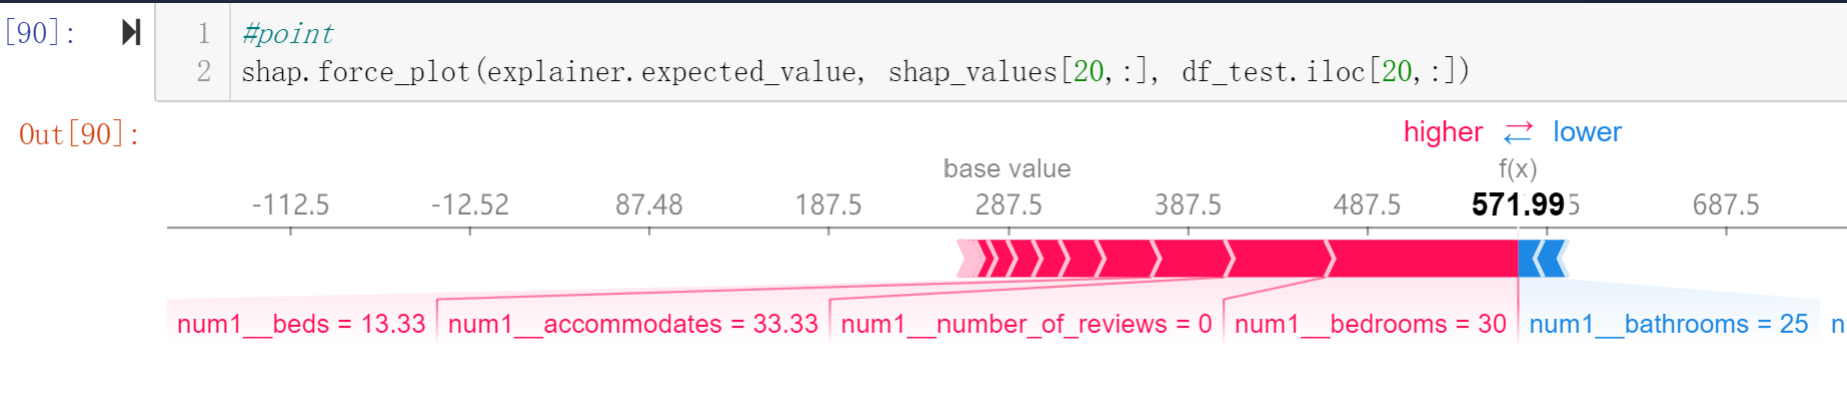 [90]:
1 #point
2 shap.force_plot(explainer.expected_value, shap_values[20,:], df_test.iloc[20,:])
Out[90]:
higher lower
base value f(x)
-112.5 -12.52 87.48 187.5 287.5 387.5 487.5 571.99 5 687.5
num1__beds = 13.33 num1__accommodates = 33.33 num1__number_of_reviews = 0 num1__bedrooms = 30 num1__bathrooms = 25 n